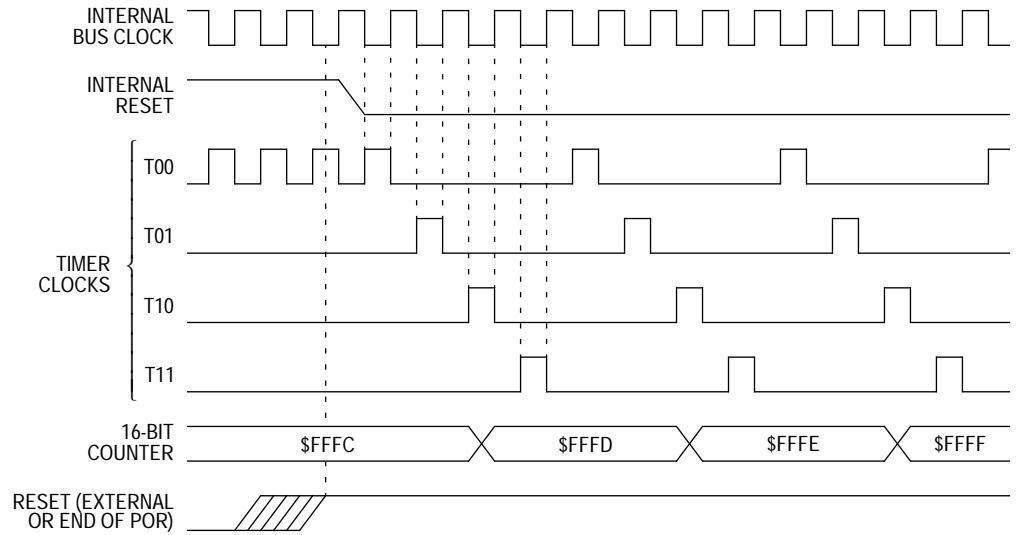 INTERNAL
BUS CLOCK
INTERNAL
RESET
T00
T01
TIMER
CLOCKS
T10
T11
16-BIT
COUNTER
$FFFC
$FFFD
$FFFE
$FFFF
RESET (EXTERNAL
OR END OF POR)